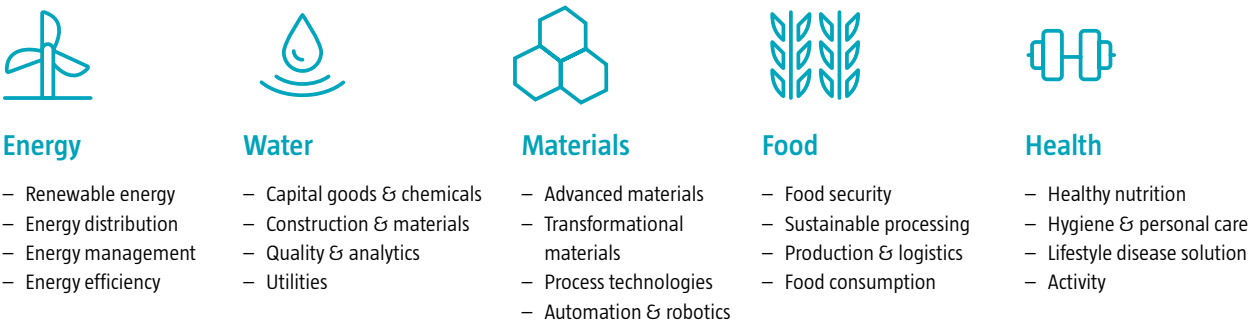 Energy
– Renewable energy
– Energy distribution
– Energy management
– Energy efficiency
Water
– Capital goods & chemicals
– Construction & materials
– Quality & analytics
– Utilities
Materials
– Advanced materials
– Transformational
materials
– Process technologies
– Automation & robotics
Food
– Food security
– Sustainable processing
– Production & logistics
– Food consumption
Health
– Healthy nutrition
– Hygiene & personal care
– Lifestyle disease solution
– Activity